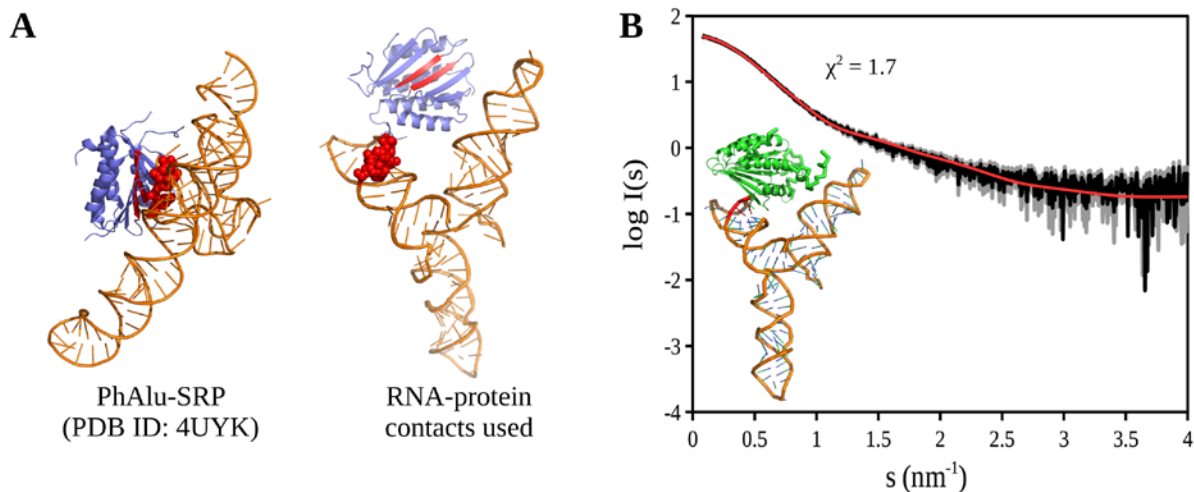 A
PhAlu-SRP
(PDB ID: 4UYK)
RNA-protein
contacts used
B
χ² = 1.7
log I(s)
2
1
0
-1
-2
-3
-4
0
0.5
1
1.5
2
2.5
3
3.5
4
s (nm⁻¹)